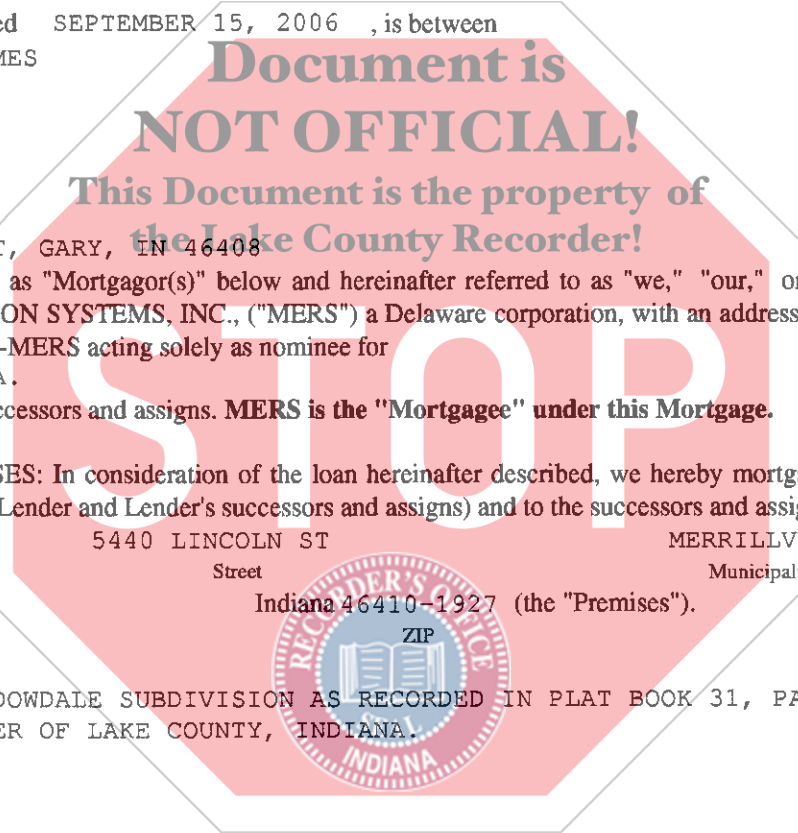 ed SEPTEMBER 15, 2006 , is between
MES
Document is
NOT OFFICIAL!
This Document is the property of
the Lake County Recorder!
T, GARY, IN 46408
as "Mortgagor(s)" below and hereinafter referred to as "we," "our," o
ON SYSTEMS, INC., ("MERS") a Delaware corporation, with an address
-MERS acting solely as nominee for
A.
ccessors and assigns. MERS is the "Mortgagee" under this Mortgage.
STOP
SES: In consideration of the loan hereinafter described, we hereby mortg
Lender and Lender's successors and assigns) and to the successors and assig
5440 LINCOLN ST MERRILLV
Street Municipal
Indiana 46410-1927 (the "Premises").
ZIP
RECORDER'S OFFICE
SEAL
INDIANA
DOWDALE SUBDIVISION AS RECORDED IN PLAT BOOK 31, PA
ER OF LAKE COUNTY, INDIANA.